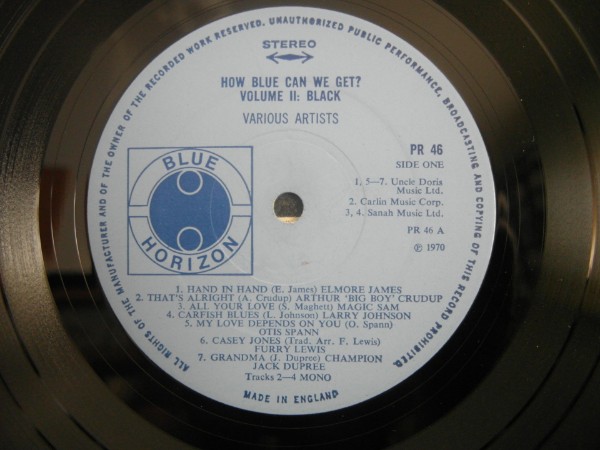 ALL RIGHTS OF THE MANUFACTURER AND OF THE OWNER OF THE RECORDED WORK RESERVED. UNAUTHORIZED PUBLIC PERFORMANCE, BROADCASTING AND COPYING OF THIS RECORD PROHIBITED.
STEREO
HOW BLUE CAN WE GET?
VOLUME II: BLACK
VARIOUS ARTISTS
BLUE
HORIZON
PR 46
SIDE ONE
1, 5—7. Uncle Doris
Music Ltd.
2. Carlin Music Corp.
3, 4. Sanah Music Ltd.
PR 46 A
℗ 1970
1. HAND IN HAND (E. James) ELMORE JAMES
2. THAT'S ALRIGHT (A. Crudup) ARTHUR 'BIG BOY' CRUDUP
3. ALL YOUR LOVE (S. Maghett) MAGIC SAM
4. CARFISH BLUES (L. Johnson) LARRY JOHNSON
5. MY LOVE DEPENDS ON YOU (O. Spann)
OTIS SPANN
6. CASEY JONES (Trad. Arr. F. Lewis)
FURRY LEWIS
7. GRANDMA (J. Dupree) CHAMPION
JACK DUPREE
Tracks 2—4 MONO
MADE IN ENGLAND